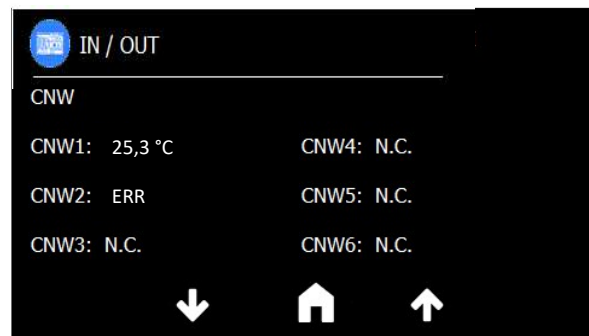 IN / OUT
CNW
CNW1: 25,3 °C CNW4: N.C.
CNW2: ERR CNW5: N.C.
CNW3: N.C. CNW6: N.C.